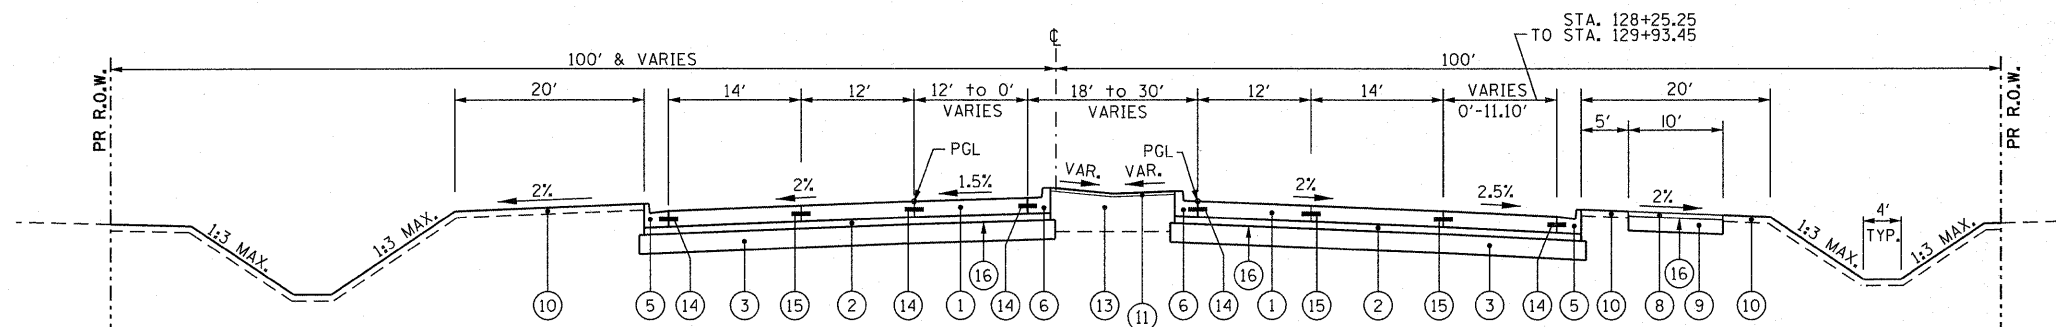 STA. 128+25.25
TO STA. 129+93.45
℄
100' & VARIES
100'
PR R.O.W.
PR R.O.W.
20'
14'
12'
12' to 0'
VARIES
18' to 30'
VARIES
12'
14'
VARIES
0'-11.10'
20'
5'
10'
PGL
PGL
VAR.
VAR.
2%
2%
1.5%
2%
2.5%
2%
4'
TYP.
1:3 MAX.
1:3 MAX.
1:3 MAX.
1:3 MAX.
16
16
16
10
5
14
3
15
2
14
1
14
6
13
11
6
14
1
15
2
15
3
14
5
10
8
9
10